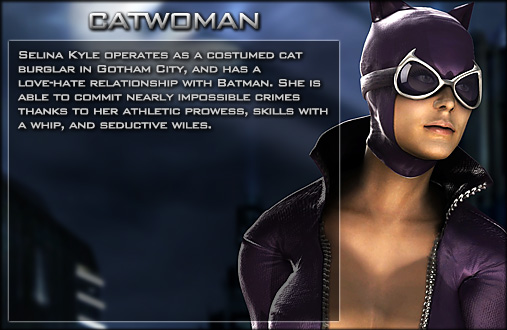 CATWOMAN
Selina Kyle operates as a costumed cat
burglar in Gotham City, and has a
love-hate relationship with Batman. She is
able to commit nearly impossible crimes
thanks to her athletic prowess, skills with
a whip, and seductive wiles.